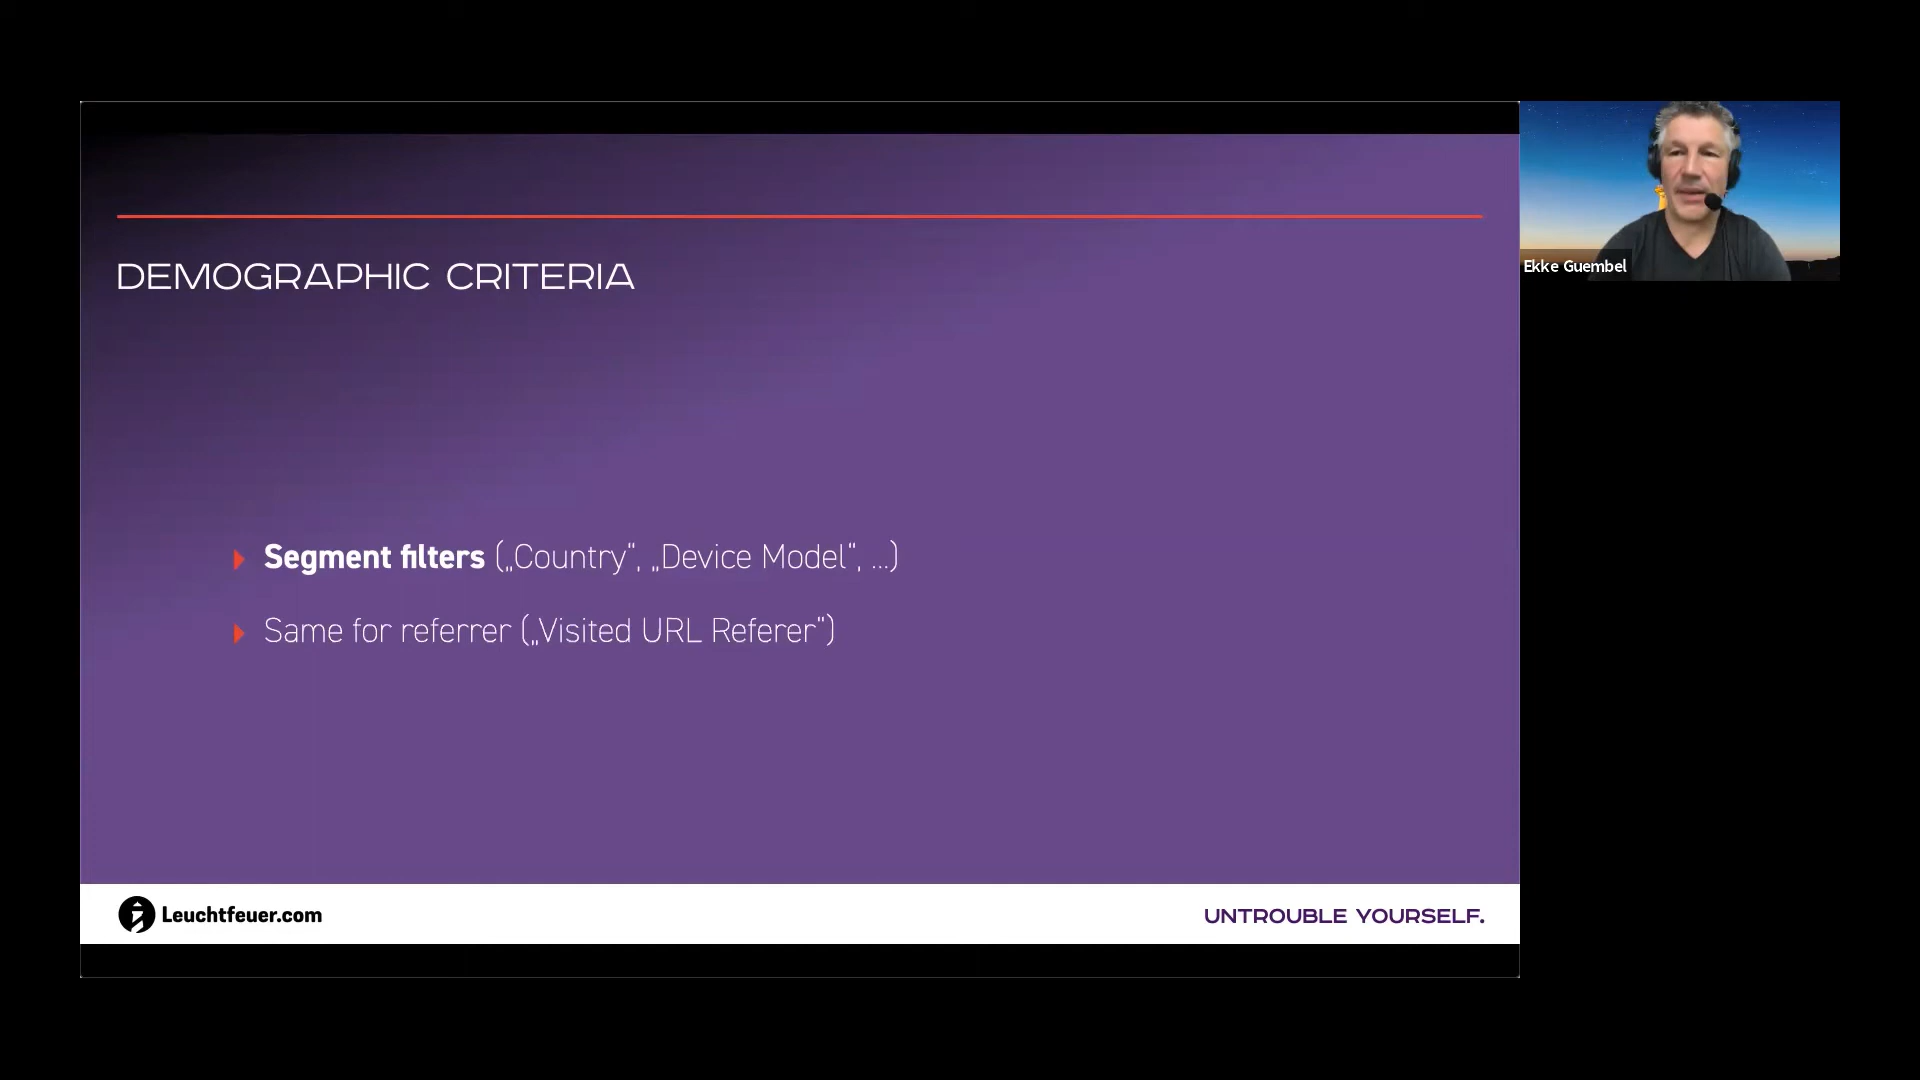 DEMOGRAPHIC CRITERIA
Segment filters („Country“, „Device Model“, ...)
Same for referrer („Visited URL Referer“)
Leuchtfeuer.com
UNTROUBLE YOURSELF.
Ekke Guembel